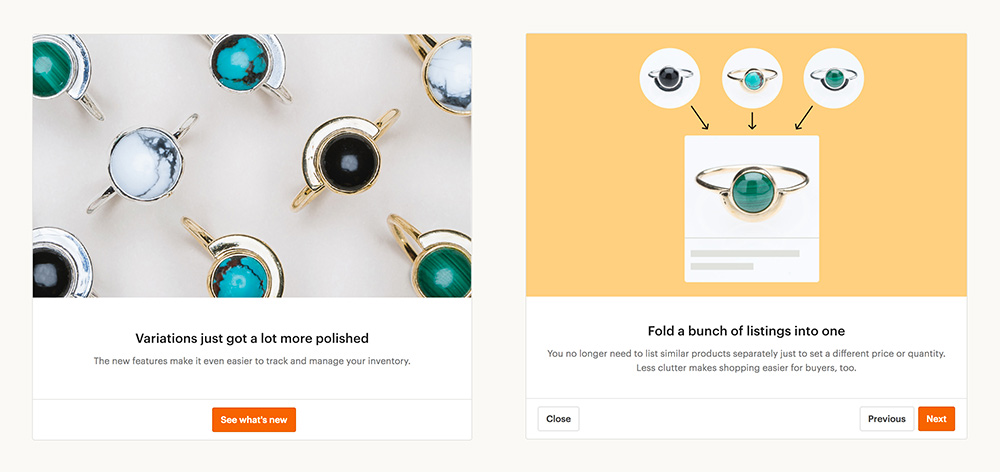 Variations just got a lot more polished
The new features make it even easier to track and manage your inventory.
See what's new
Fold a bunch of listings into one
You no longer need to list similar products separately just to set a different price or quantity.
Less clutter makes shopping easier for buyers, too.
Close
Previous
Next